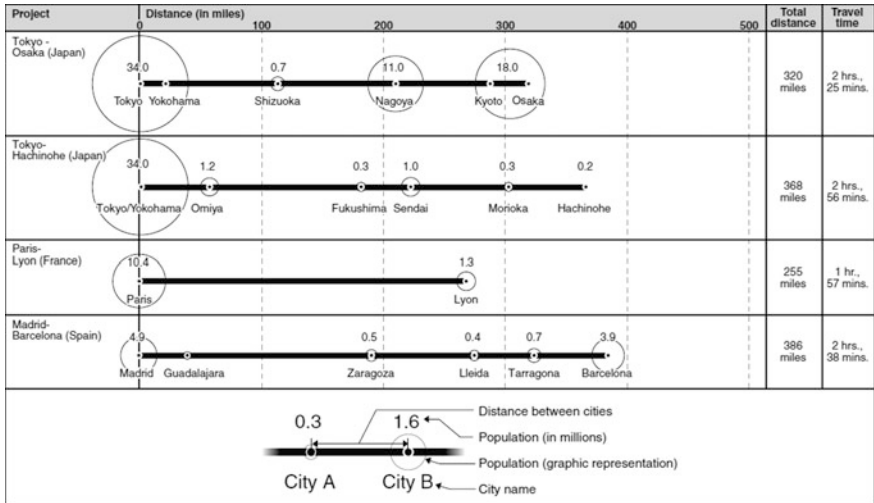 Project Distance (in miles) Total distance Travel time
0 100 200 300 400 500
Tokyo -
Osaka (Japan)
34.0 0.7 11.0 18.0
320 miles
2 hrs., 25 mins.
Tokyo Yokohama Shizuoka Nagoya Kyoto Osaka
Tokyo-
Hachinohe (Japan)
34.0 1.2 0.3 1.0 0.3 0.2
368 miles
2 hrs., 56 mins.
Tokyo/Yokohama Omiya Fukushima Sendai Morioka Hachinohe
Paris-
Lyon (France)
10.4 1.3
255 miles
1 hr., 57 mins.
Paris Lyon
Madrid-
Barcelona (Spain)
4.9 0.5 0.4 0.7 3.9
386 miles
2 hrs., 38 mins.
Madrid Guadalajara Zaragoza Lleida Tarragona Barcelona
Distance between cities
0.3 1.6 Population (in millions)
Population (graphic representation)
City A City B City name